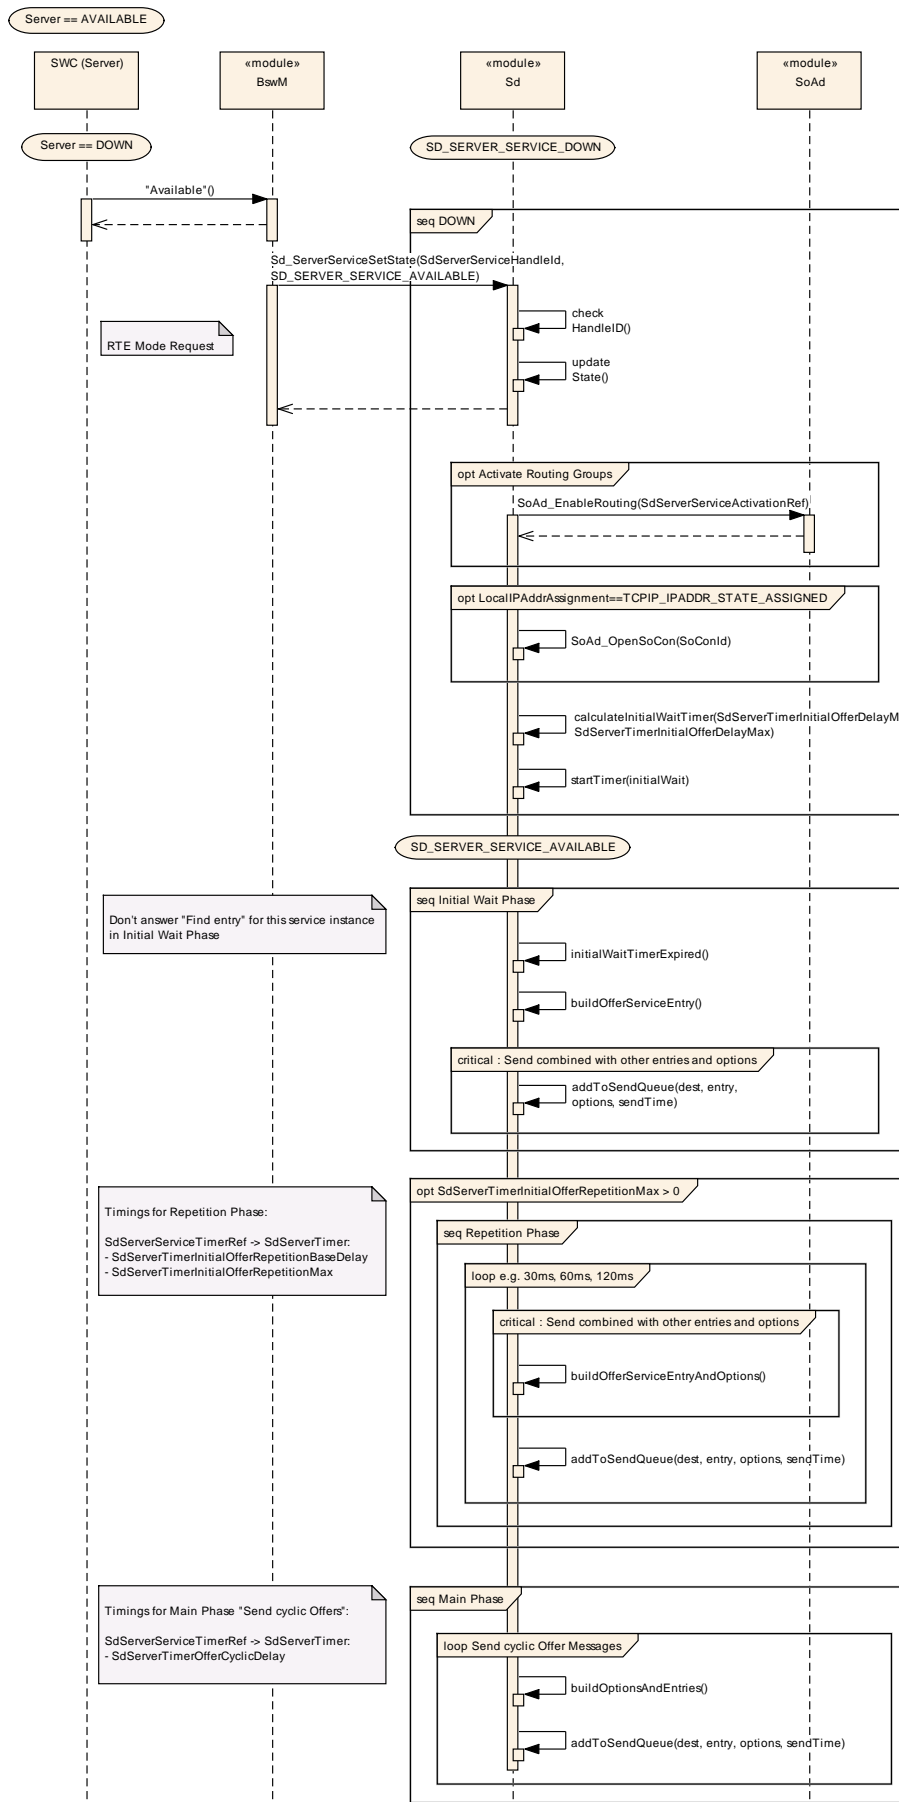 Server == AVAILABLE
SWC (Server)
«module»
BswM
«module»
Sd
«module»
SoAd
Server == DOWN
SD_SERVER_SERVICE_DOWN
"Available"()
seq DOWN
Sd_ServerServiceSetState(SdServerServiceHandleId,
SD_SERVER_SERVICE_AVAILABLE)
check
HandleID()
RTE Mode Request
update
State()
opt Activate Routing Groups
SoAd_EnableRouting(SdServerServiceActivationRef)
opt LocalIPAddrAssignment==TCPIP_IPADDR_STATE_ASSIGNED
SoAd_OpenSoCon(SoConId)
calculateInitialWaitTimer(SdServerTimerInitialOfferDelayM
SdServerTimerInitialOfferDelayMax)
startTimer(initialWait)
SD_SERVER_SERVICE_AVAILABLE
seq Initial Wait Phase
Don't answer "Find entry" for this service instance
in Initial Wait Phase
initialWaitTimerExpired()
buildOfferServiceEntry()
critical : Send combined with other entries and options
addToSendQueue(dest, entry,
options, sendTime)
opt SdServerTimerInitialOfferRepetitionMax > 0
Timings for Repetition Phase:
SdServerServiceTimerRef -> SdServerTimer:
- SdServerTimerInitialOfferRepetitionBaseDelay
- SdServerTimerInitialOfferRepetitionMax
seq Repetition Phase
loop e.g. 30ms, 60ms, 120ms
critical : Send combined with other entries and options
buildOfferServiceEntryAndOptions()
addToSendQueue(dest, entry, options, sendTime)
seq Main Phase
Timings for Main Phase "Send cyclic Offers":
SdServerServiceTimerRef -> SdServerTimer:
- SdServerTimerOfferCyclicDelay
loop Send cyclic Offer Messages
buildOptionsAndEntries()
addToSendQueue(dest, entry, options, sendTime)